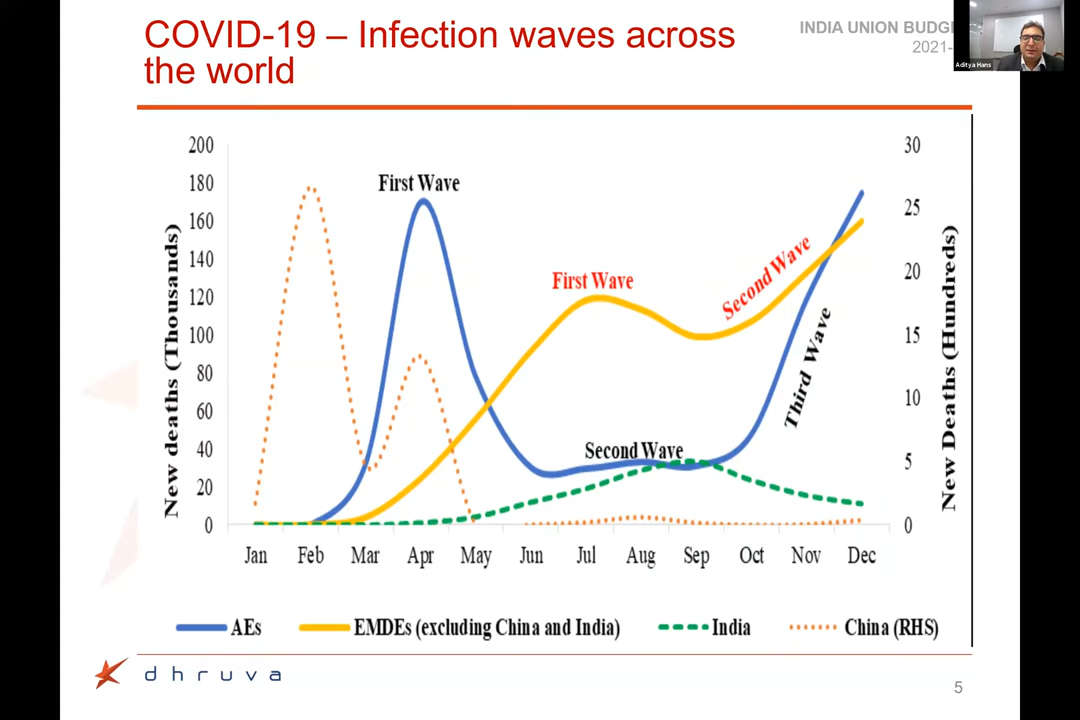 COVID-19 – Infection waves across
the world
INDIA UNION BUDG
2021-
Aditya Hans
200
180
160
140
120
100
80
60
40
20
0
New deaths (Thousands)
30
25
20
15
10
5
0
New Deaths (Hundreds)
First Wave
First Wave
Second Wave
Second Wave
Third Wave
Jan Feb Mar Apr May Jun Jul Aug Sep Oct Nov Dec
AEs EMDEs (excluding China and India) India China (RHS)
dhruva
5